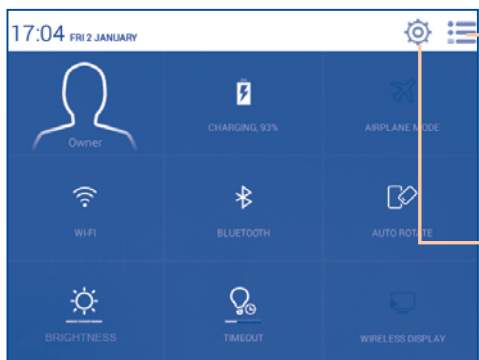 17:04 FRI 2 JANUARY
Owner
CHARGING, 93%
AIRPLANE MODE
WI-FI
BLUETOOTH
AUTO ROTATE
BRIGHTNESS
TIMEOUT
WIRELESS DISPLAY